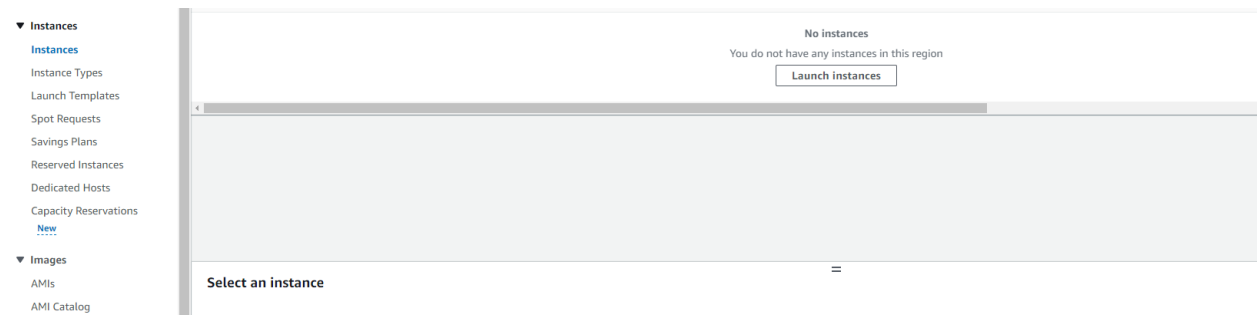 Instances
Instances
Instance Types
Launch Templates
Spot Requests
Savings Plans
Reserved Instances
Dedicated Hosts
Capacity Reservations
New
Images
AMIs
AMI Catalog
No instances
You do not have any instances in this region
Launch instances
Select an instance